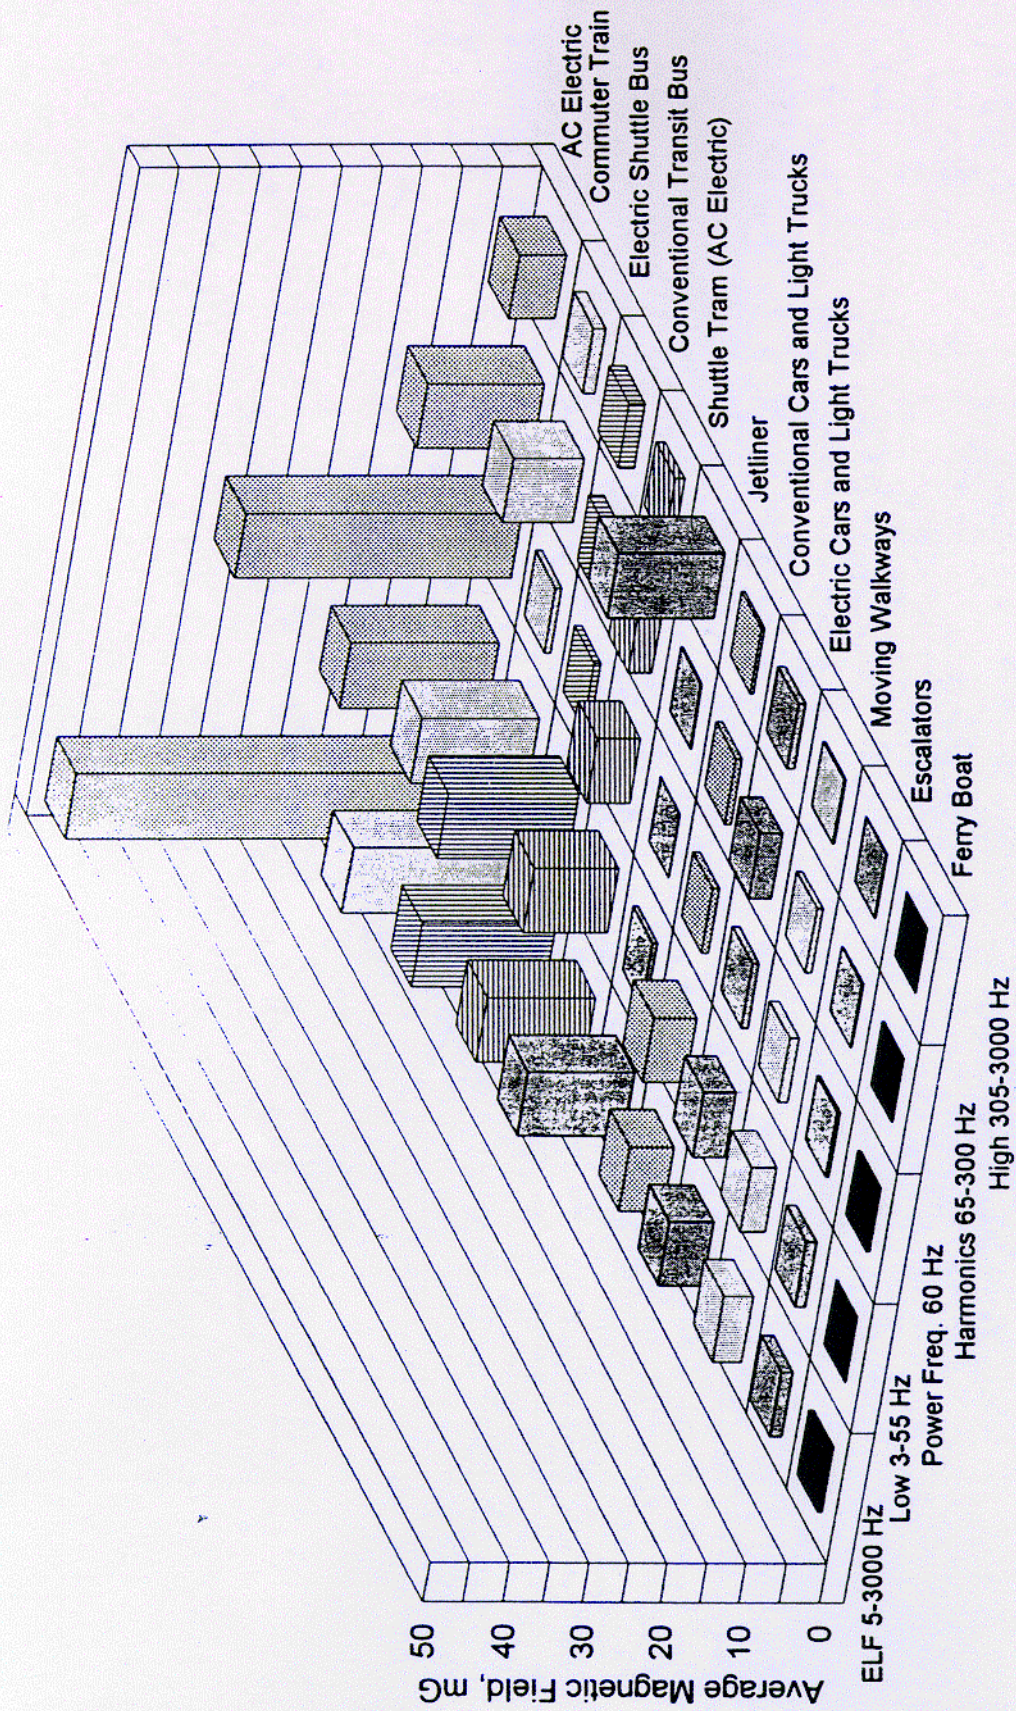 Average Magnetic Field, mG
50
40
30
20
10
0
ELF 5-3000 Hz
Low 3-55 Hz
Power Freq. 60 Hz
Harmonics 65-300 Hz
High 305-3000 Hz
AC Electric
Commuter Train
Electric Shuttle Bus
Conventional Transit Bus
Shuttle Tram (AC Electric)
Jetliner
Conventional Cars and Light Trucks
Electric Cars and Light Trucks
Moving Walkways
Escalators
Ferry Boat